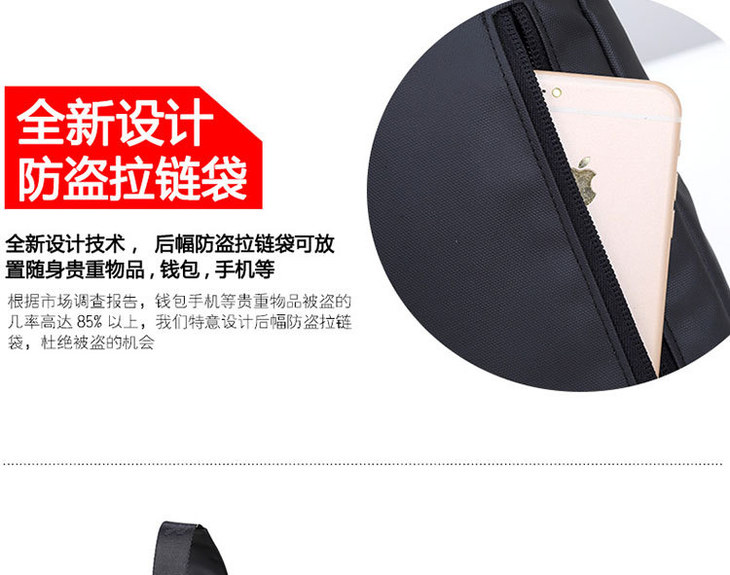 全新设计
防盗拉链袋
全新设计技术， 后幅防盗拉链袋可放
置随身贵重物品，钱包，手机等
根据市场调查报告，钱包手机等贵重物品被盗的
几率高达 85% 以上，我们特意设计后幅防盗拉链
袋，杜绝被盗的机会